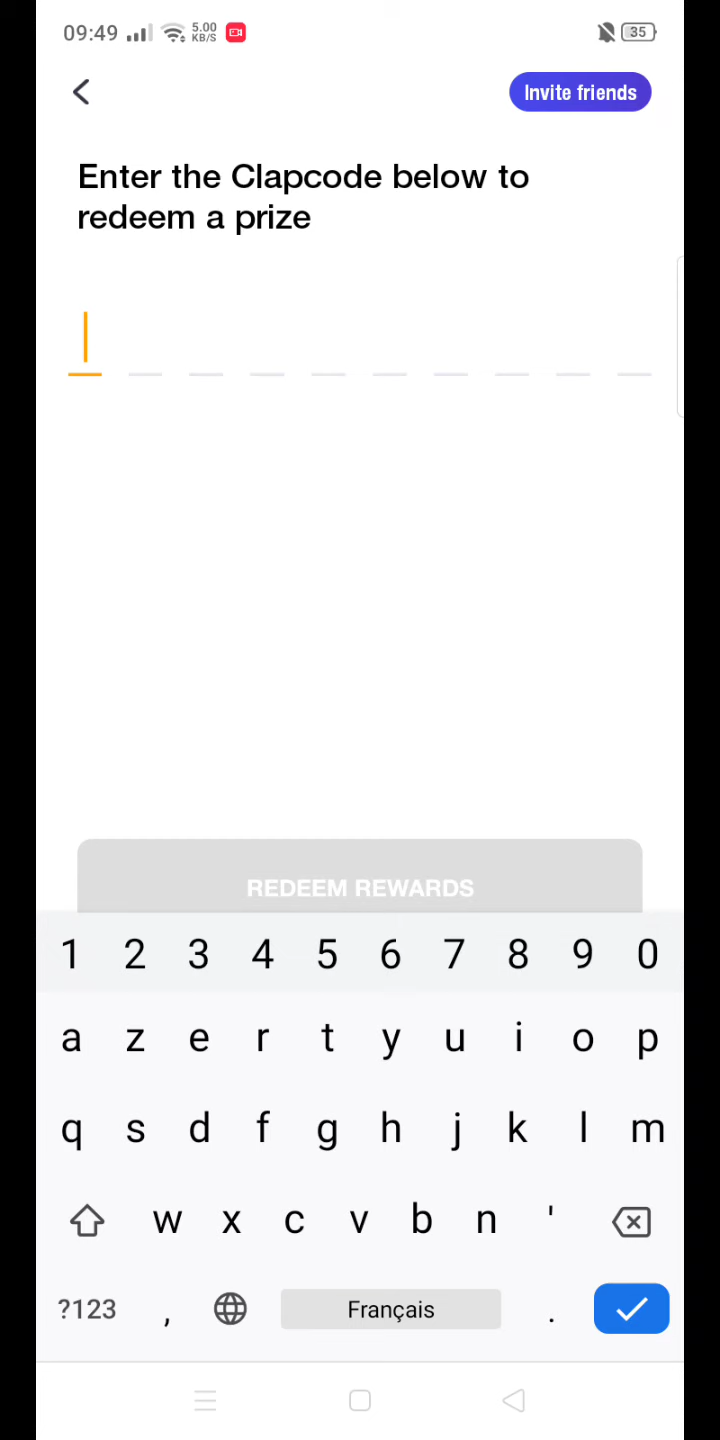 09:49 5.00 KB/S 35
Invite friends
Enter the Clapcode below to
redeem a prize
REDEEM REWARDS
1 2 3 4 5 6 7 8 9 0
a z e r t y u i o p
q s d f g h j k l m
w x c v b n '
?123 , Français .